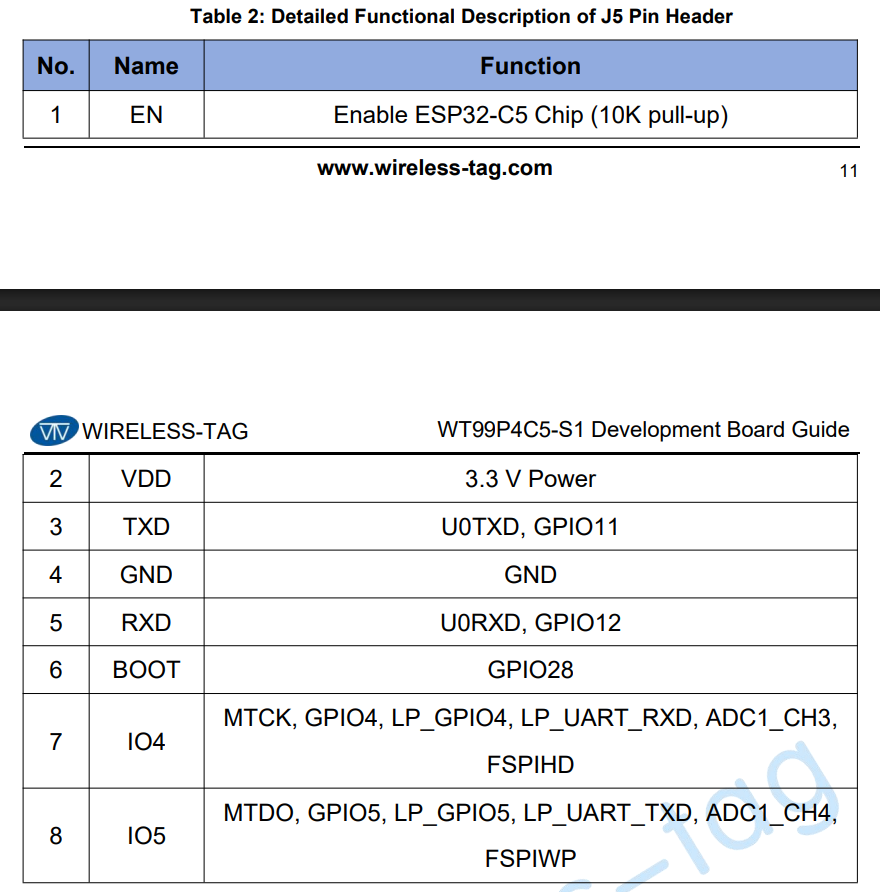 Table 2: Detailed Functional Description of J5 Pin Header
No. Name Function
1 EN Enable ESP32-C5 Chip (10K pull-up)
www.wireless-tag.com 11
WIRELESS-TAG WT99P4C5-S1 Development Board Guide
2 VDD 3.3 V Power
3 TXD U0TXD, GPIO11
4 GND GND
5 RXD U0RXD, GPIO12
6 BOOT GPIO28
7 IO4 MTCK, GPIO4, LP_GPIO4, LP_UART_RXD, ADC1_CH3,
FSPIHD
8 IO5 MTDO, GPIO5, LP_GPIO5, LP_UART_TXD, ADC1_CH4,
FSPIWP
s-tag